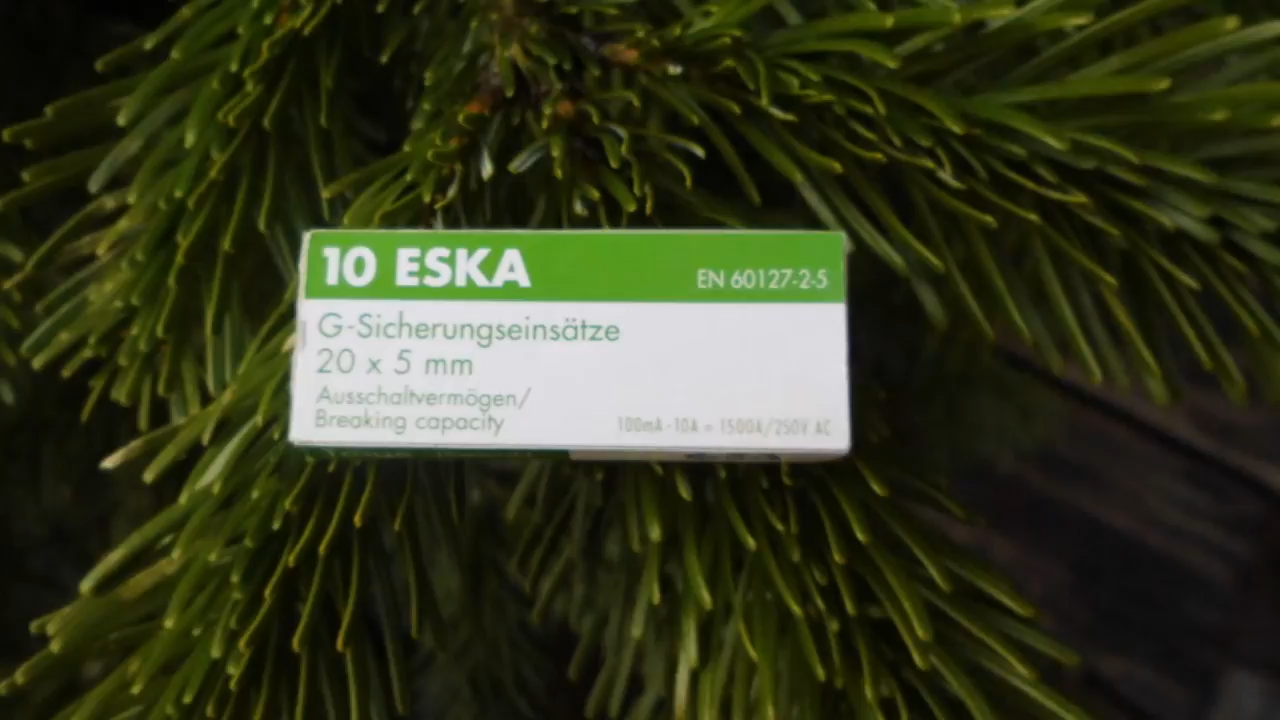 10 ESKA
EN 60127-2-5
G-Sicherungseinsätze
20 x 5 mm
Ausschaltvermögen/
Breaking capacity
100mA-10A = 1500A/250V AC